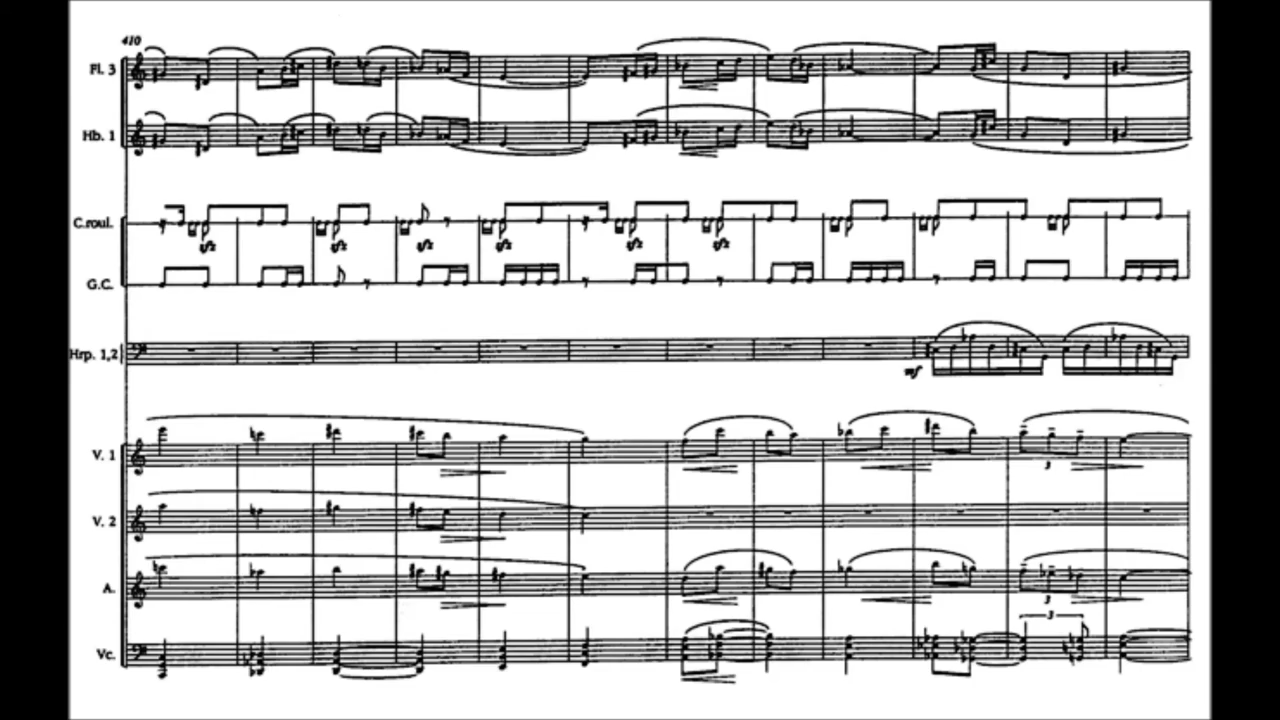 410
Fl. 3
Hb. 1
C.roul.
sfz sfz sfz sfz sfz sfz
G.C.
Hrp. 1,2
mf
V. 1
3
V. 2
A.
3
3
Vc.